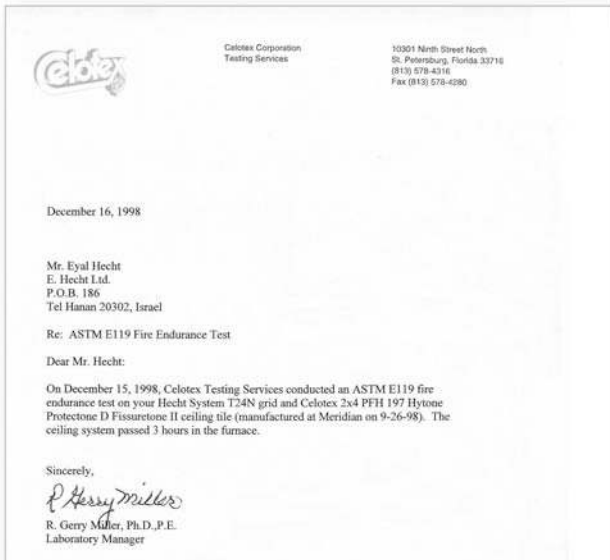 Celotex
Celotex Corporation
Testing Services
10301 Ninth Street North
St. Petersburg, Florida 33716
(813) 578-4316
Fax (813) 578-4280
December 16, 1998
Mr. Eyal Hecht
E. Hecht Ltd.
P.O.B. 186
Tel Hanan 20302, Israel
Re: ASTM E119 Fire Endurance Test
Dear Mr. Hecht:
On December 15, 1998, Celotex Testing Services conducted an ASTM E119 fire
endurance test on your Hecht System T24N grid and Celotex 2x4 PFH 197 Hytone
Protectone D Fissuretone II ceiling tile (manufactured at Meridian on 9-26-98). The
ceiling system passed 3 hours in the furnace.
Sincerely,
R Gerry Miller
R. Gerry Miller, Ph.D.,P.E.
Laboratory Manager